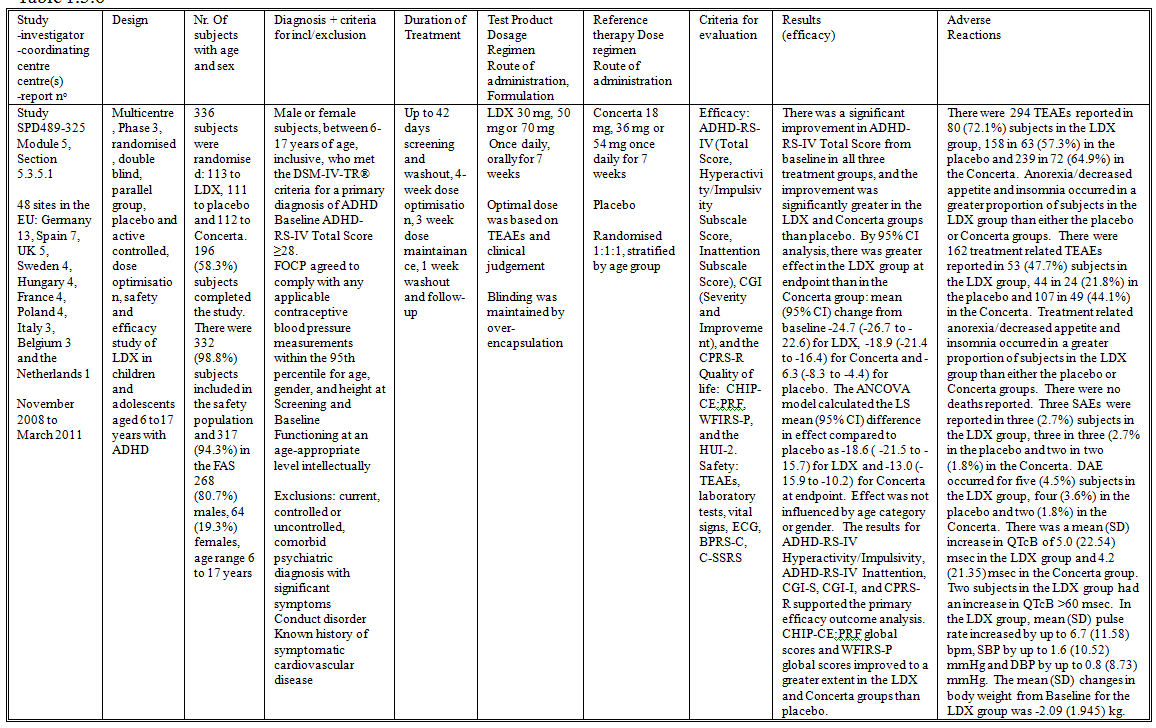 Study
-investigator
-coordinating
centre
centre(s)
-report nº
Design
Nr. Of
subjects
with age
and sex
Diagnosis + criteria
for incl/exclusion
Duration of
Treatment
Test Product
Dosage
Regimen
Route of
administration,
Formulation
Reference
therapy Dose
regimen
Route of
administration
Criteria for
evaluation
Results
(efficacy)
Adverse
Reactions
Study
SPD489-325
Module 5,
Section
5.3.5.1
48 sites in the
EU: Germany
13, Spain 7,
UK 5,
Sweden 4,
Hungary 4,
France 4,
Poland 4,
Italy 3,
Belgium 3
and the
Netherlands 1
November
2008 to
March 2011
Multicentre
, Phase 3,
randomised
, double
blind,
parallel
group,
placebo and
active
controlled,
dose
optimisatio
n, safety
and
efficacy
study of
LDX in
children
and
adolescents
aged 6 to 17
years with
ADHD
336
subjects
were
randomise
d: 113 to
LDX, 111
to placebo
and 112 to
Concerta.
196
(58.3%)
subjects
completed
the study.
There were
332
(98.8%)
subjects
included in
the safety
population
and 317
(94.3%) in
the FAS
268
(80.7%)
males, 64
(19.3%)
females,
age range 6
to 17 years
Male or female
subjects, between 6-
17 years of age,
inclusive, who met
the DSM-IV-TR®
criteria for a primary
diagnosis of ADHD
Baseline ADHD-
RS-IV Total Score
≥28.
FOCP agreed to
comply with any
applicable
contraceptive
blood pressure
measurements
within the 95th
percentile for age,
gender, and height at
Screening and
Baseline
Functioning at an
age-appropriate
level intellectually
Exclusions: current,
controlled or
uncontrolled,
comorbid
psychiatric
diagnosis with
significant
symptoms
Conduct disorder
Known history of
symptomatic
cardiovascular
disease
Up to 42
days
screening
and
washout, 4-
week dose
optimisatio
n, 3 week
dose
maintainan
ce, 1 week
washout
and follow-
up
LDX 30 mg, 50
mg or 70 mg
Once daily,
orally for 7
weeks
Optimal dose
was based on
TEAEs and
clinical
judgement
Blinding was
maintained by
over-
encapsulation
Concerta 18
mg, 36 mg or
54 mg once
daily for 7
weeks
Placebo
Randomised
1:1:1, stratified
by age group
Efficacy:
ADHD-RS-
IV (Total
Score,
Hyperactivi
ty/Impulsiv
ity
Subscale
Score,
Inattention
Subscale
Score), CGI
(Severity
and
Improveme
nt), and the
CPRS-R
Quality of
life: CHIP-
CE:PRF,
WFIRS-P,
and the
HUI-2.
Safety:
TEAEs,
laboratory
tests, vital
signs, ECG,
BPRS-C,
C-SSRS
There was a significant
improvement in ADHD-
RS-IV Total Score from
baseline in all three
treatment groups, and the
improvement was
significantly greater in the
LDX and Concerta groups
than placebo. By 95% CI
analysis, there was greater
effect in the LDX group at
endpoint than in the
Concerta group: mean
(95% CI) change from
baseline -24.7 (-26.7 to -
22.6) for LDX, -18.9 (-21.4
to -16.4) for Concerta and -
6.3 (-8.3 to -4.4) for
placebo. The ANCOVA
model calculated the LS
mean (95% CI) difference
in effect compared to
placebo as -18.6 ( -21.5 to -
15.7) for LDX and -13.0 (-
15.9 to -10.2) for Concerta
at endpoint. Effect was not
influenced by age category
or gender. The results for
ADHD-RS-IV
Hyperactivity/Impulsivity,
ADHD-RS-IV Inattention,
CGI-S, CGI-I, and CPRS-
R supported the primary
efficacy outcome analysis.
CHIP-CE:PRF global
scores and WFIRS-P
global scores improved to a
greater extent in the LDX
and Concerta groups than
placebo.
There were 294 TEAEs reported in
80 (72.1%) subjects in the LDX
group, 158 in 63 (57.3%) in the
placebo and 239 in 72 (64.9%) in
the Concerta. Anorexia/decreased
appetite and insomnia occurred in a
greater proportion of subjects in the
LDX group than either the placebo
or Concerta groups. There were
162 treatment related TEAEs
reported in 53 (47.7%) subjects in
the LDX group, 44 in 24 (21.8%) in
the placebo and 107 in 49 (44.1%)
in the Concerta. Treatment related
anorexia/decreased appetite and
insomnia occurred in a greater
proportion of subjects in the LDX
group than either the placebo or
Concerta groups. There were no
deaths reported. Three SAEs were
reported in three (2.7%) subjects in
the LDX group, three in three (2.7%
in the placebo and two in two
(1.8%) in the Concerta. DAE
occurred for five (4.5%) subjects in
the LDX group, four (3.6%) in the
placebo and two (1.8%) in the
Concerta. There was a mean (SD)
increase in QTcB of 5.0 (22.54)
msec in the LDX group and 4.2
(21.35) msec in the Concerta group.
Two subjects in the LDX group had
an increase in QTcB >60 msec. In
the LDX group, mean (SD) pulse
rate increased by up to 6.7 (11.58)
bpm, SBP by up to 1.6 (10.52)
mmHg and DBP by up to 0.8 (8.73)
mmHg. The mean (SD) changes in
body weight from Baseline for the
LDX group was -2.09 (1.945) kg.